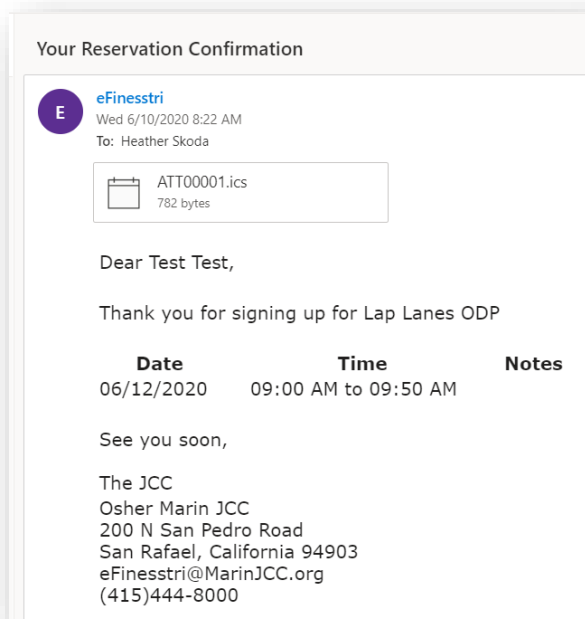 Your Reservation Confirmation
E
eFinesstri
Wed 6/10/2020 8:22 AM
To: Heather Skoda
ATT00001.ics
782 bytes
Dear Test Test,
Thank you for signing up for Lap Lanes ODP
Date Time Notes
06/12/2020 09:00 AM to 09:50 AM
See you soon,
The JCC
Osher Marin JCC
200 N San Pedro Road
San Rafael, California 94903
eFinesstri@MarinJCC.org
(415)444-8000